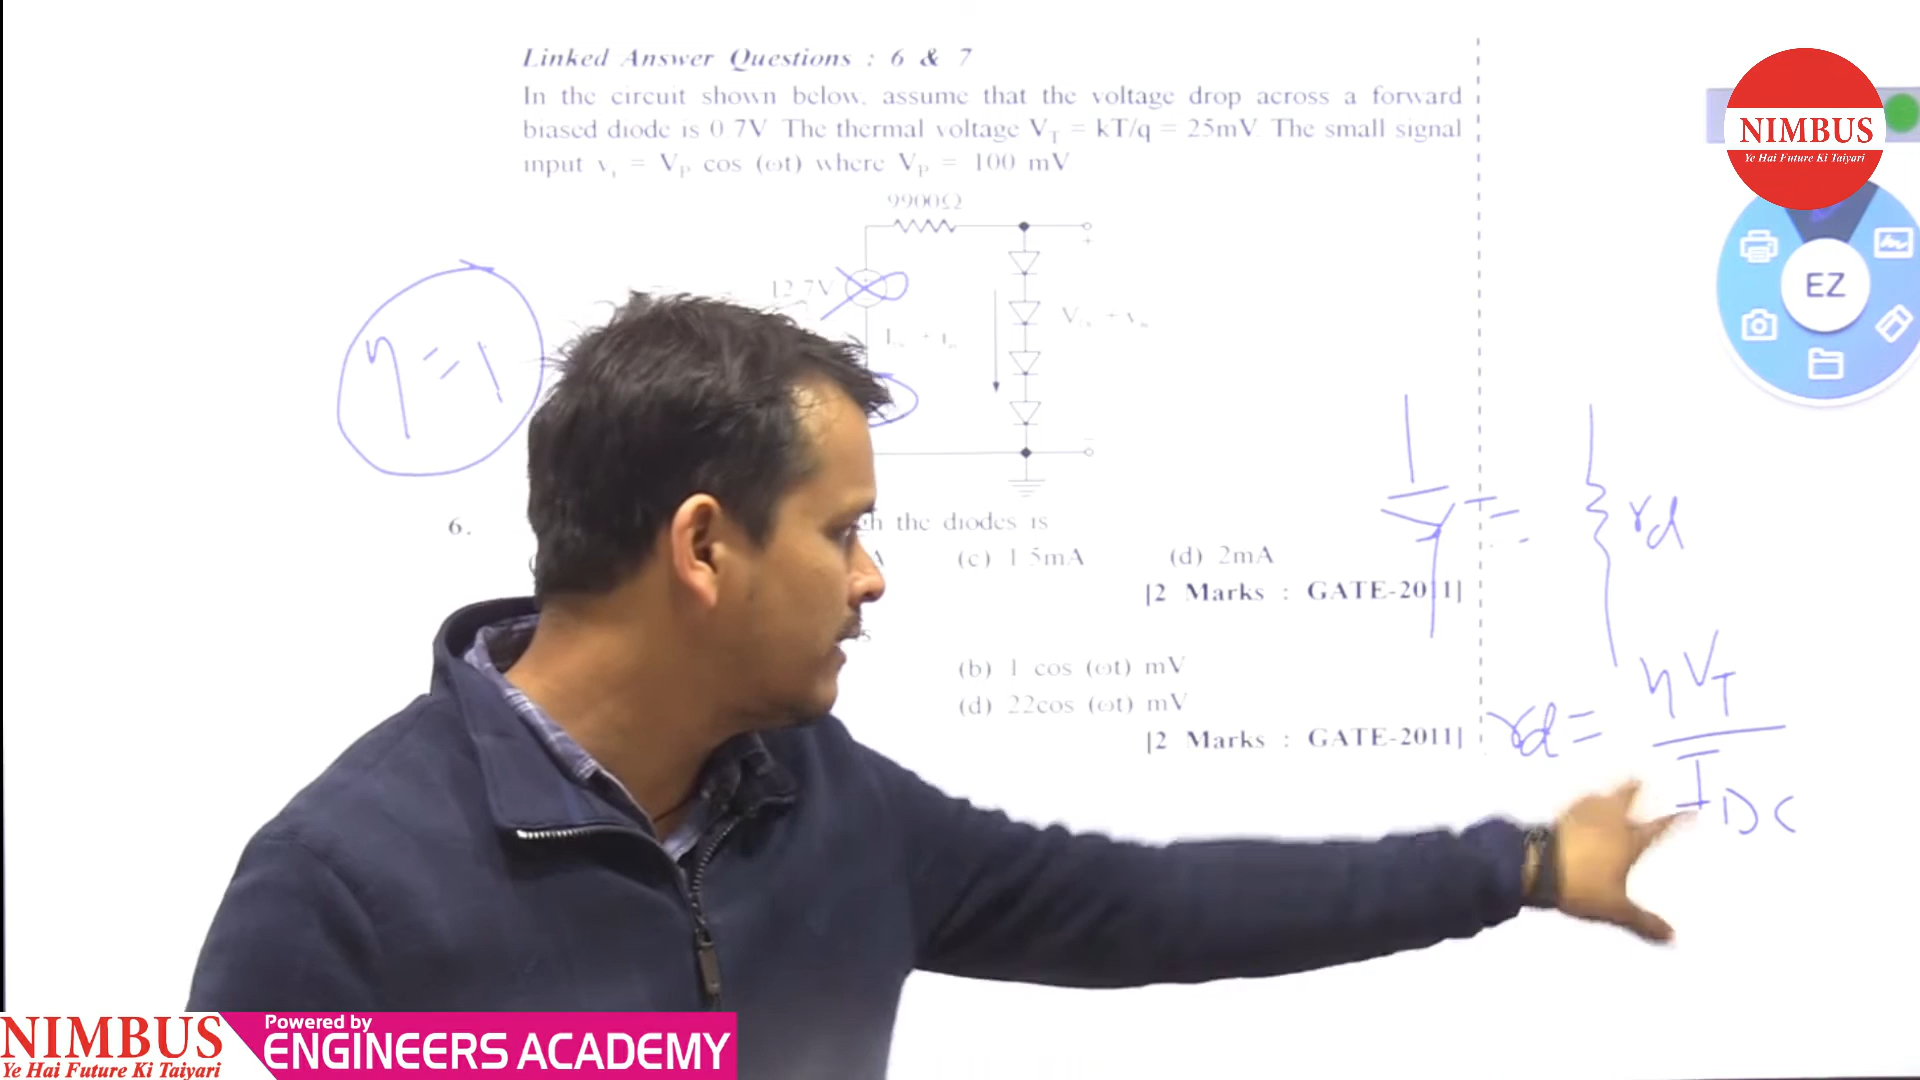 Linked Answer Questions : 6 & 7
In the circuit shown below, assume that the voltage drop across a forward
biased diode is 0.7V The thermal voltage V_T = kT/q = 25mV. The small signal
input v_i = V_P cos (ωt) where V_P = 100 mV
9900Ω
+
12.7V
η = 1
6.
the diodes is
(c) 1.5mA (d) 2mA
[2 Marks : GATE-2011]
(b) 1 cos (ωt) mV
(d) 22cos (ωt) mV
[2 Marks : GATE-2011]
= rd
rd = ηV_T / I_DC
NIMBUS
Ye Hai Future Ki Taiyari
EZ
NIMBUS
Ye Hai Future Ki Taiyari
Powered by
ENGINEERS ACADEMY